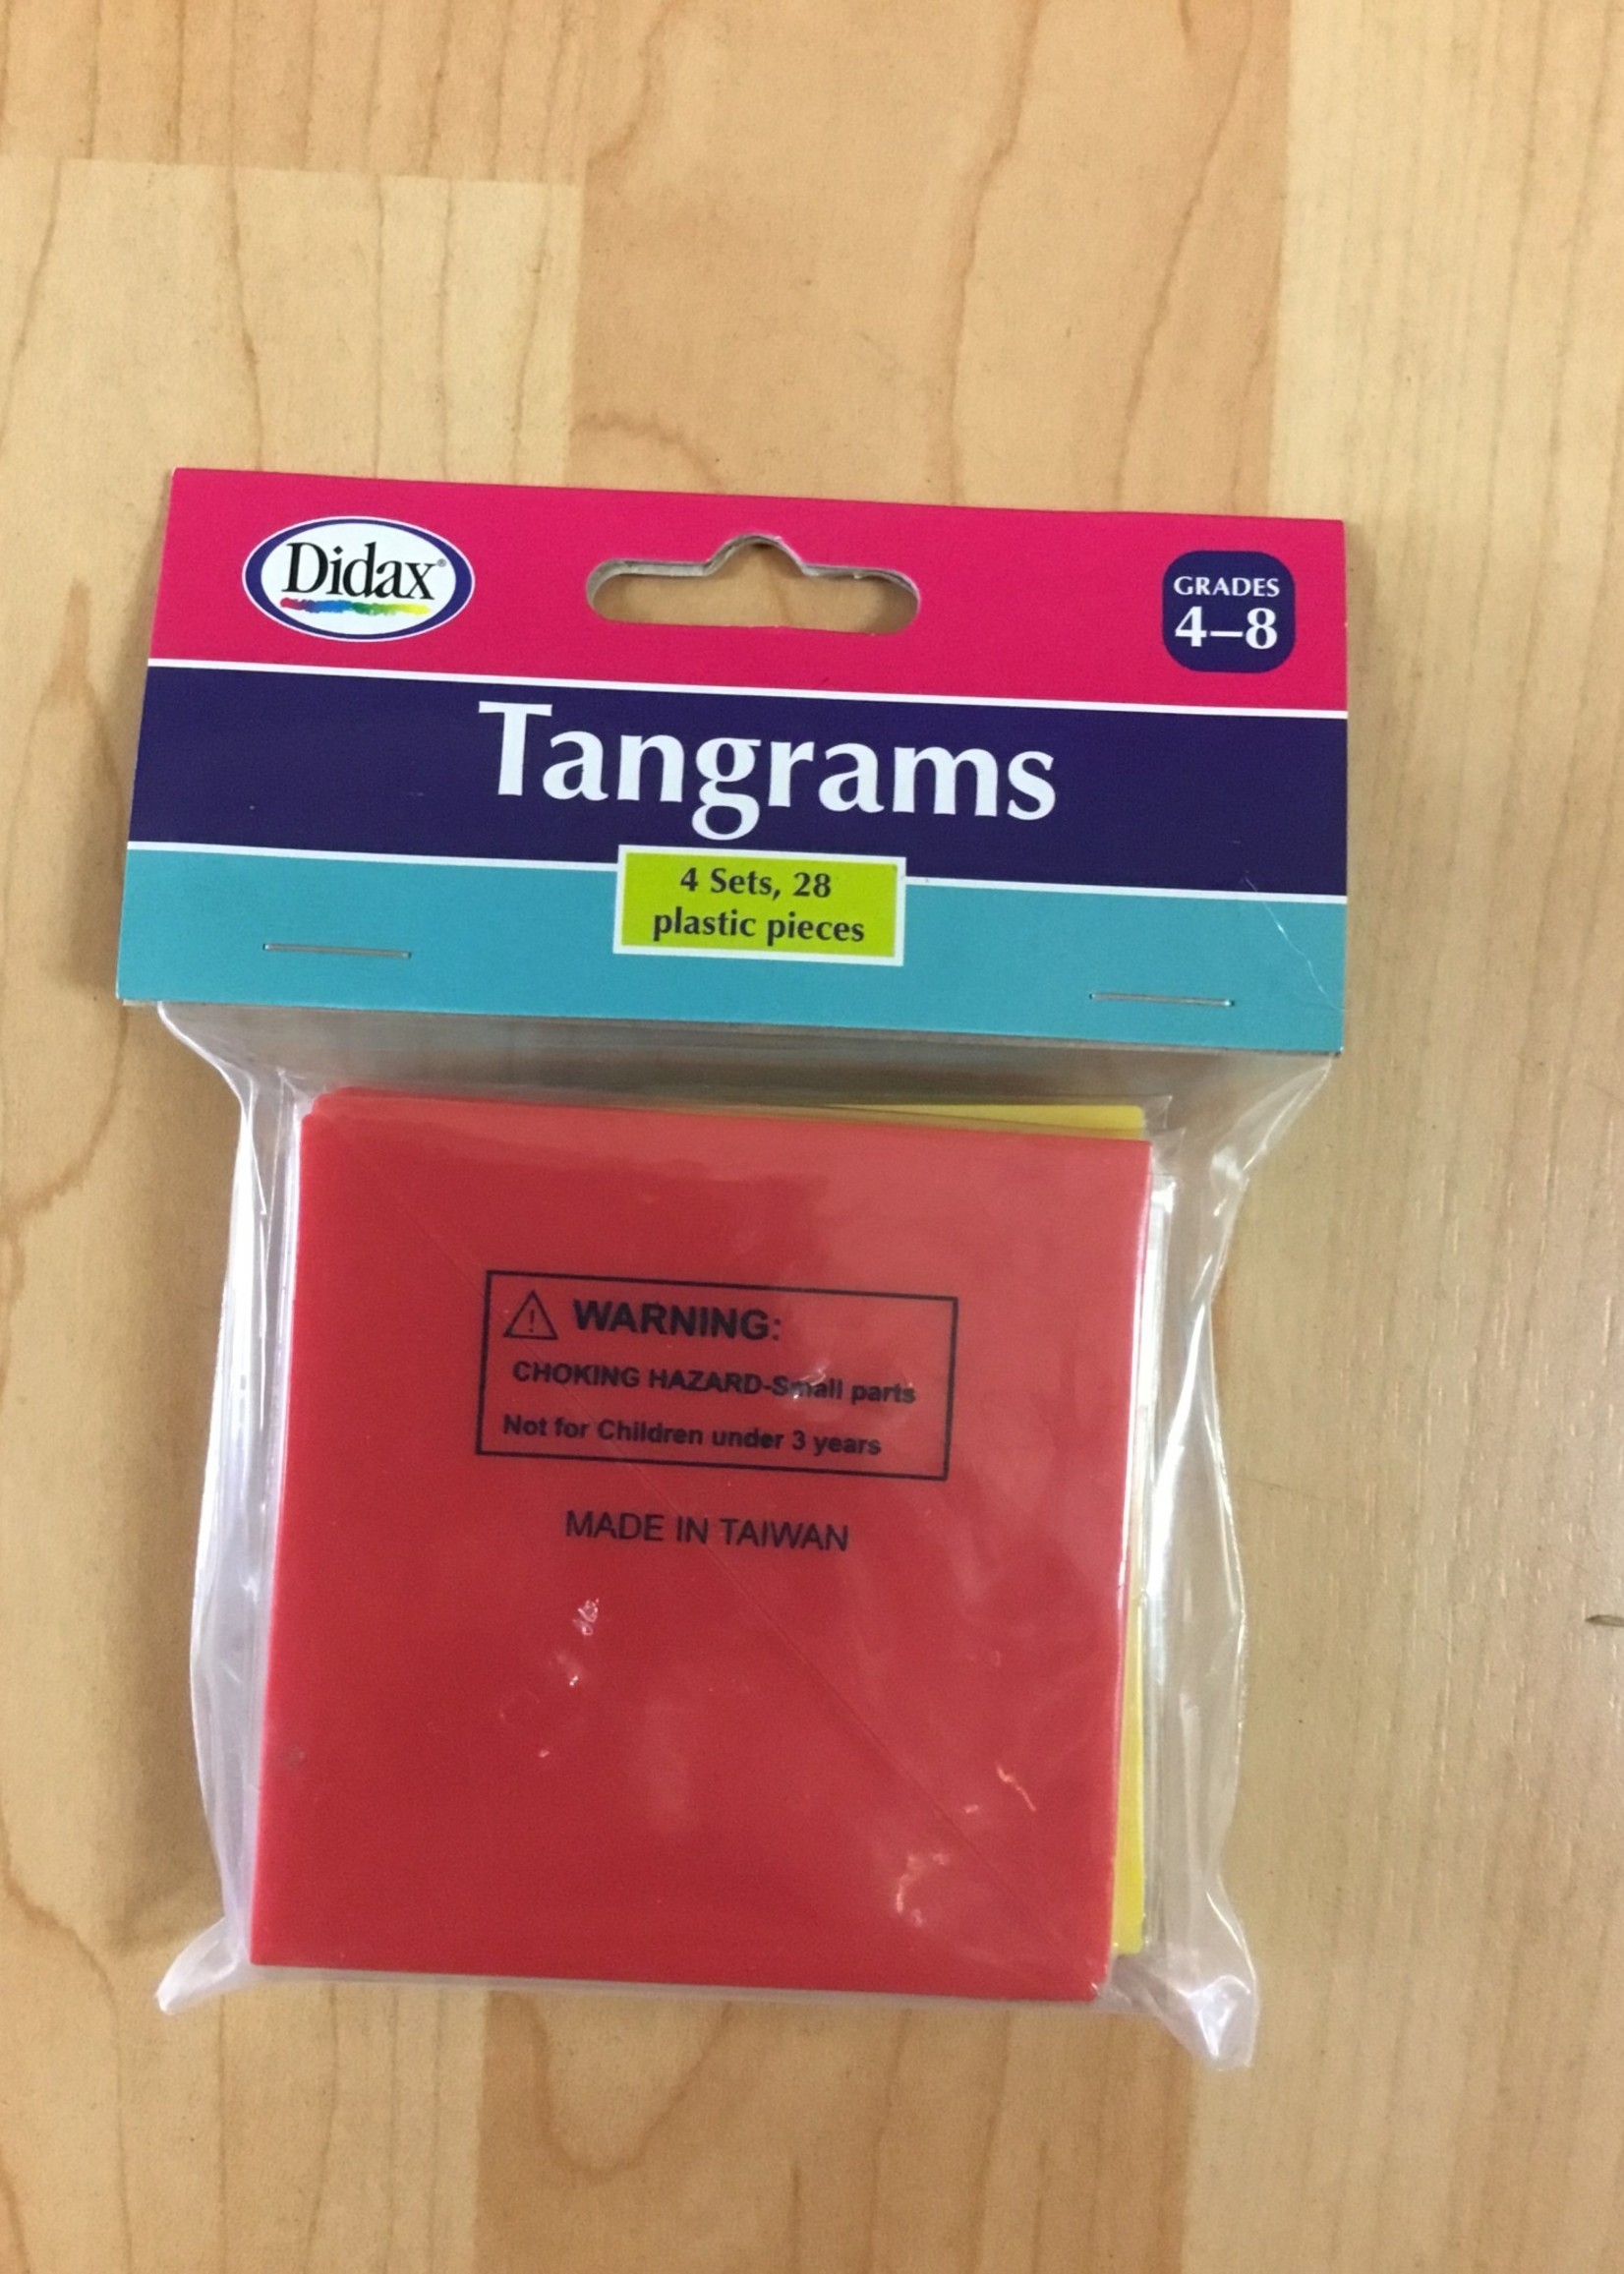 Didax®
GRADES
4–8
Tangrams
4 Sets, 28
plastic pieces
WARNING:
CHOKING HAZARD-Small parts
Not for Children under 3 years
MADE IN TAIWAN